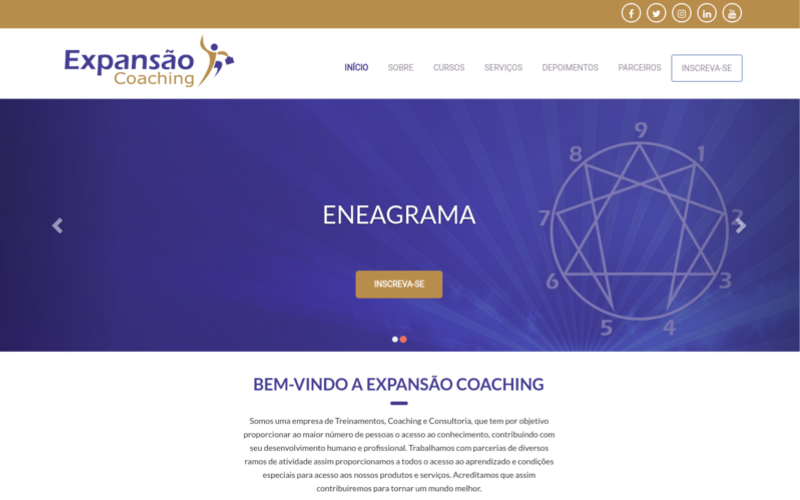 Expansão
Coaching
INÍCIO SOBRE CURSOS SERVIÇOS DEPOIMENTOS PARCEIROS INSCREVA-SE
ENEAGRAMA
INSCREVA-SE
9
8 1
7 2
6 3
5 4
BEM-VINDO A EXPANSÃO COACHING
Somos uma empresa de Treinamentos, Coaching e Consultoria, que tem por objetivo
proporcionar ao maior número de pessoas o acesso ao conhecimento, contribuindo com
seu desenvolvimento humano e profissional. Trabalhamos com parcerias de diversos
ramos de atividade assim proporcionamos a todos o acesso ao aprendizado e condições
especiais para acesso aos nossos produtos e serviços. Acreditamos que assim
contribuiremos para tornar um mundo melhor.